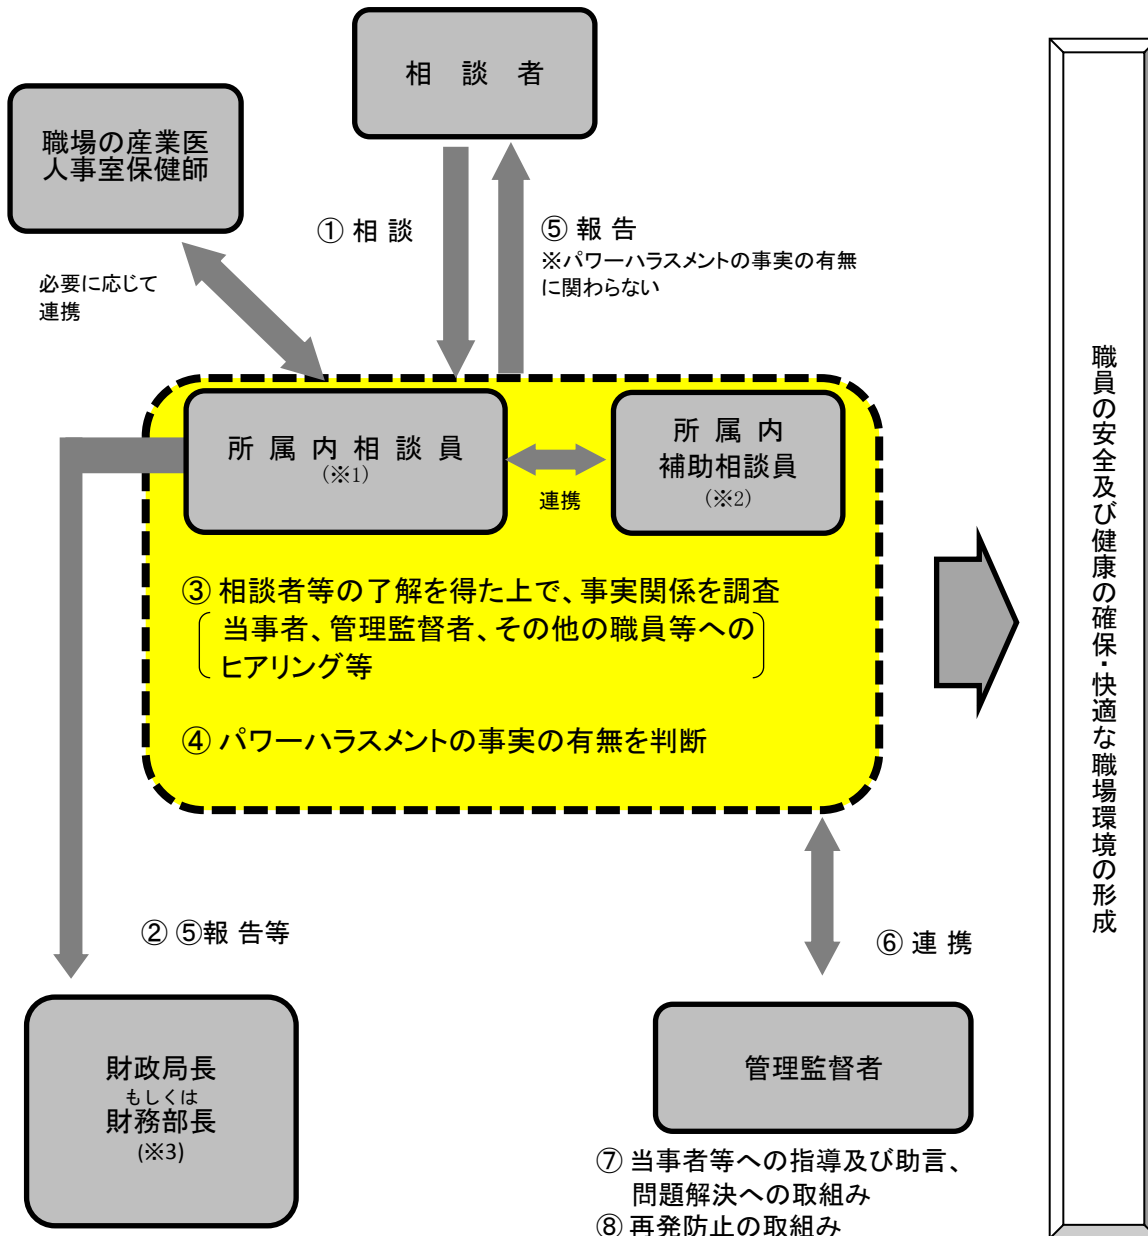 相 談 者
職場の産業医
人事室保健師
① 相 談
⑤ 報 告
※パワーハラスメントの事実の有無
に関わらない
必要に応じて
連携
所 属 内 相 談 員
(※1)
連携
所 属 内
補助相談員
(※2)
③ 相談者等の了解を得た上で、事実関係を調査
当事者、管理監督者、その他の職員等への
ヒアリング等
④ パワーハラスメントの事実の有無を判断
② ⑤報 告等
⑥ 連 携
財政局長
もしくは
財務部長
(※3)
管理監督者
⑦ 当事者等への指導及び助言、
問題解決への取組み
⑧ 再発防止の取組み
職員の安全及び健康の確保・快適な職場環境の形成